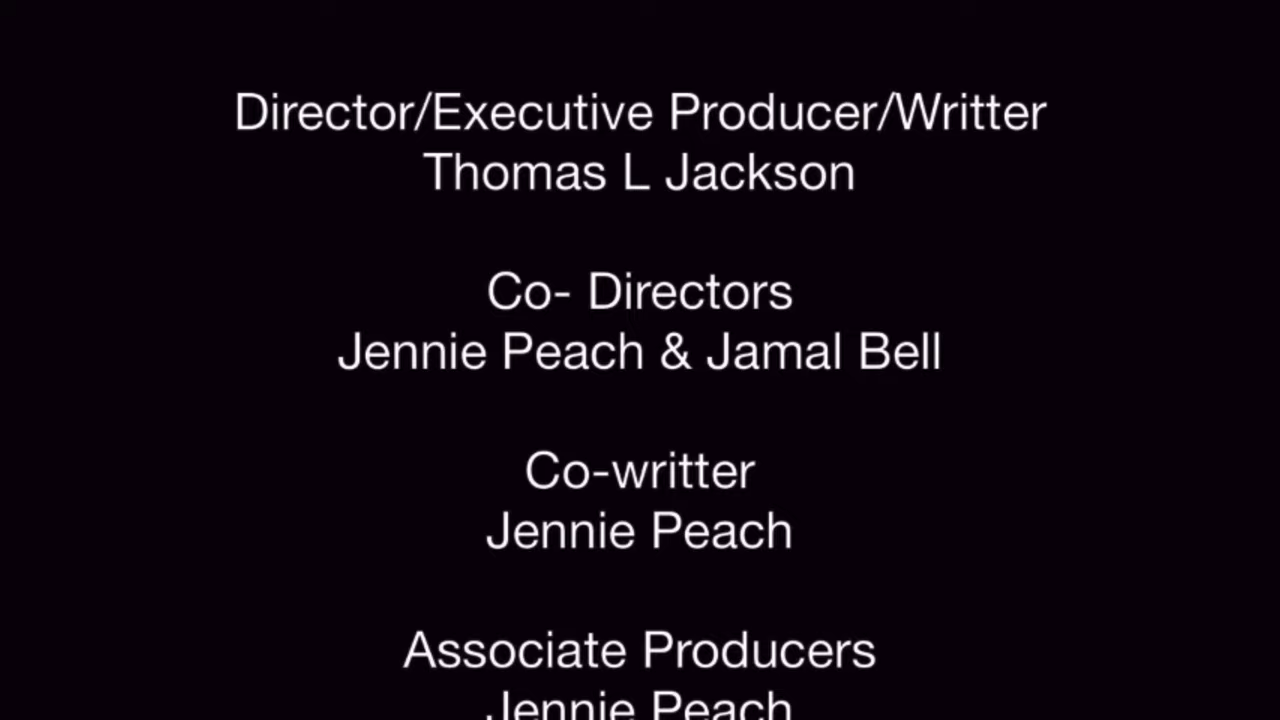 Director/Executive Producer/Writter
Thomas L Jackson
Co- Directors
Jennie Peach & Jamal Bell
Co-writter
Jennie Peach
Associate Producers
Jennie Peach